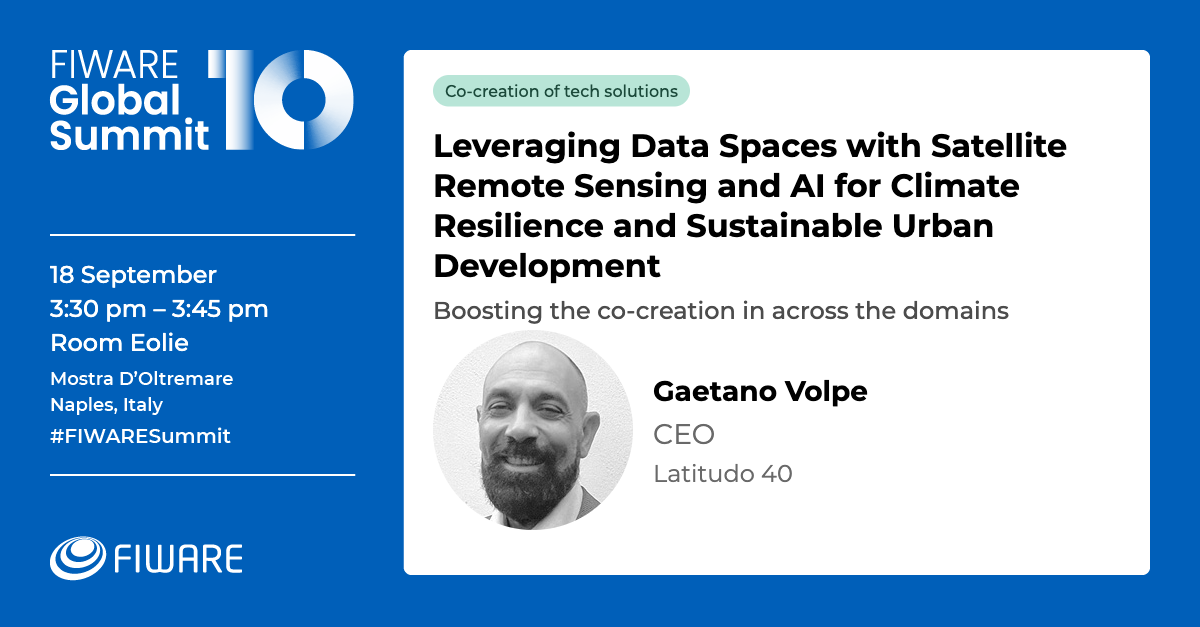 FIWARE
Global
Summit
10
18 September
3:30 pm – 3:45 pm
Room Eolie
Mostra D’Oltremare
Naples, Italy
#FIWARESummit
FIWARE
Co-creation of tech solutions
Leveraging Data Spaces with Satellite
Remote Sensing and AI for Climate
Resilience and Sustainable Urban
Development
Boosting the co-creation in across the domains
Gaetano Volpe
CEO
Latitudo 40